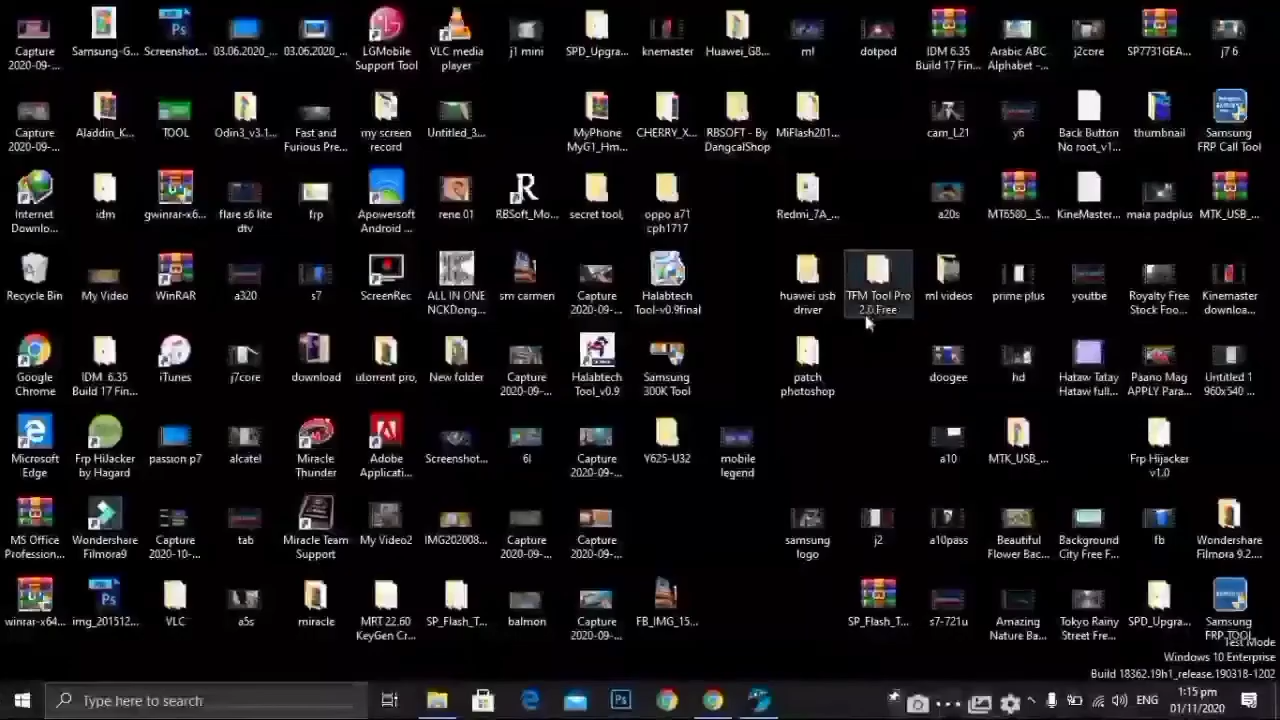 Capture
2020-09-...
Samsung-G...
Screenshot...
03.06.2020_...
03.06.2020_...
LGMobile
Support Tool
VLC media
player
j1 mini
SPD_Upgra...
knemaster
Huawei_G8...
ml
dotpod
IDM 6.35
Build 17 Fin...
Arabic ABC
Alphabet -...
j2core
SP7731GEA...
j7 6
Capture
2020-09-...
Aladdin_K...
TOOL
Odin3_v3.1...
Fast and
Furious Pre...
my screen
record
Untitled_3...
MyPhone
MyG1_Hm...
CHERRY_X...
RBSOFT - By
DangcalShop
MiFlash201...
cam_L21
y6
Back Button
No root_v1...
thumbnail
Samsung
FRP Call Tool
Internet
Downlo...
idm
gwinrar-x6...
flare s6 lite
dtv
frp
Apowersoft
Android ...
rene 01
RBSoft_Mo...
secret tool,
oppo a71
cph1717
Redmi_7A_...
a20s
MT6580__S...
KineMaster...
maia padplus
MTK_USB_...
Recycle Bin
My Video
WinRAR
a320
s7
ScreenRec
ALL IN ONE
NCKDong...
sm carmen
Capture
2020-09-...
Halabtech
Tool-v0.9final
huawei usb
driver
TFM Tool Pro
2.0 Free
ml videos
prime plus
youtbe
Royalty Free
Stock Foo...
Kinemaster
downloa...
Google
Chrome
IDM 6.35
Build 17 Fin...
iTunes
j7core
download
utorrent pro,
New folder
Capture
2020-09-...
Halabtech
Tool_v0.9
Samsung
300K Tool
patch
photoshop
doogee
hd
Hataw Tatay
Hataw full...
Paano Mag
APPLY Para...
Untitled 1
960x540 ...
Microsoft
Edge
Frp HiJacker
by Hagard
passion p7
alcatel
Miracle
Thunder
Adobe
Applicati...
Screenshot...
Capture
2020-09-...
Y625-U32
mobile
legend
a10
MTK_USB_...
Frp Hijacker
v1.0
MS Office
Profession...
Wondershare
Filmora9
Capture
2020-10-...
tab
Miracle Team
Support
My Video2
IMG202008...
Capture
2020-09-...
Capture
2020-09-...
samsung
logo
j2
a10pass
Beautiful
Flower Bac...
Background
City Free F...
fb
Wondershare
Filmora 9.2....
winrar-x64...
img_201512...
VLC
a5s
miracle
MRT 22.60
KeyGen Cr...
SP_Flash_T...
balmon
Capture
2020-09-...
FB_IMG_15...
SP_Flash_T...
s7-721u
Amazing
Nature Ba...
Tokyo Rainy
Street Fre...
SPD_Upgra...
Samsung
FRP TOOL
Test Mode
Windows 10 Enterprise
Build 18362.19h1_release.190318-1202
Type here to search
ENG
1:15 pm
01/11/2020